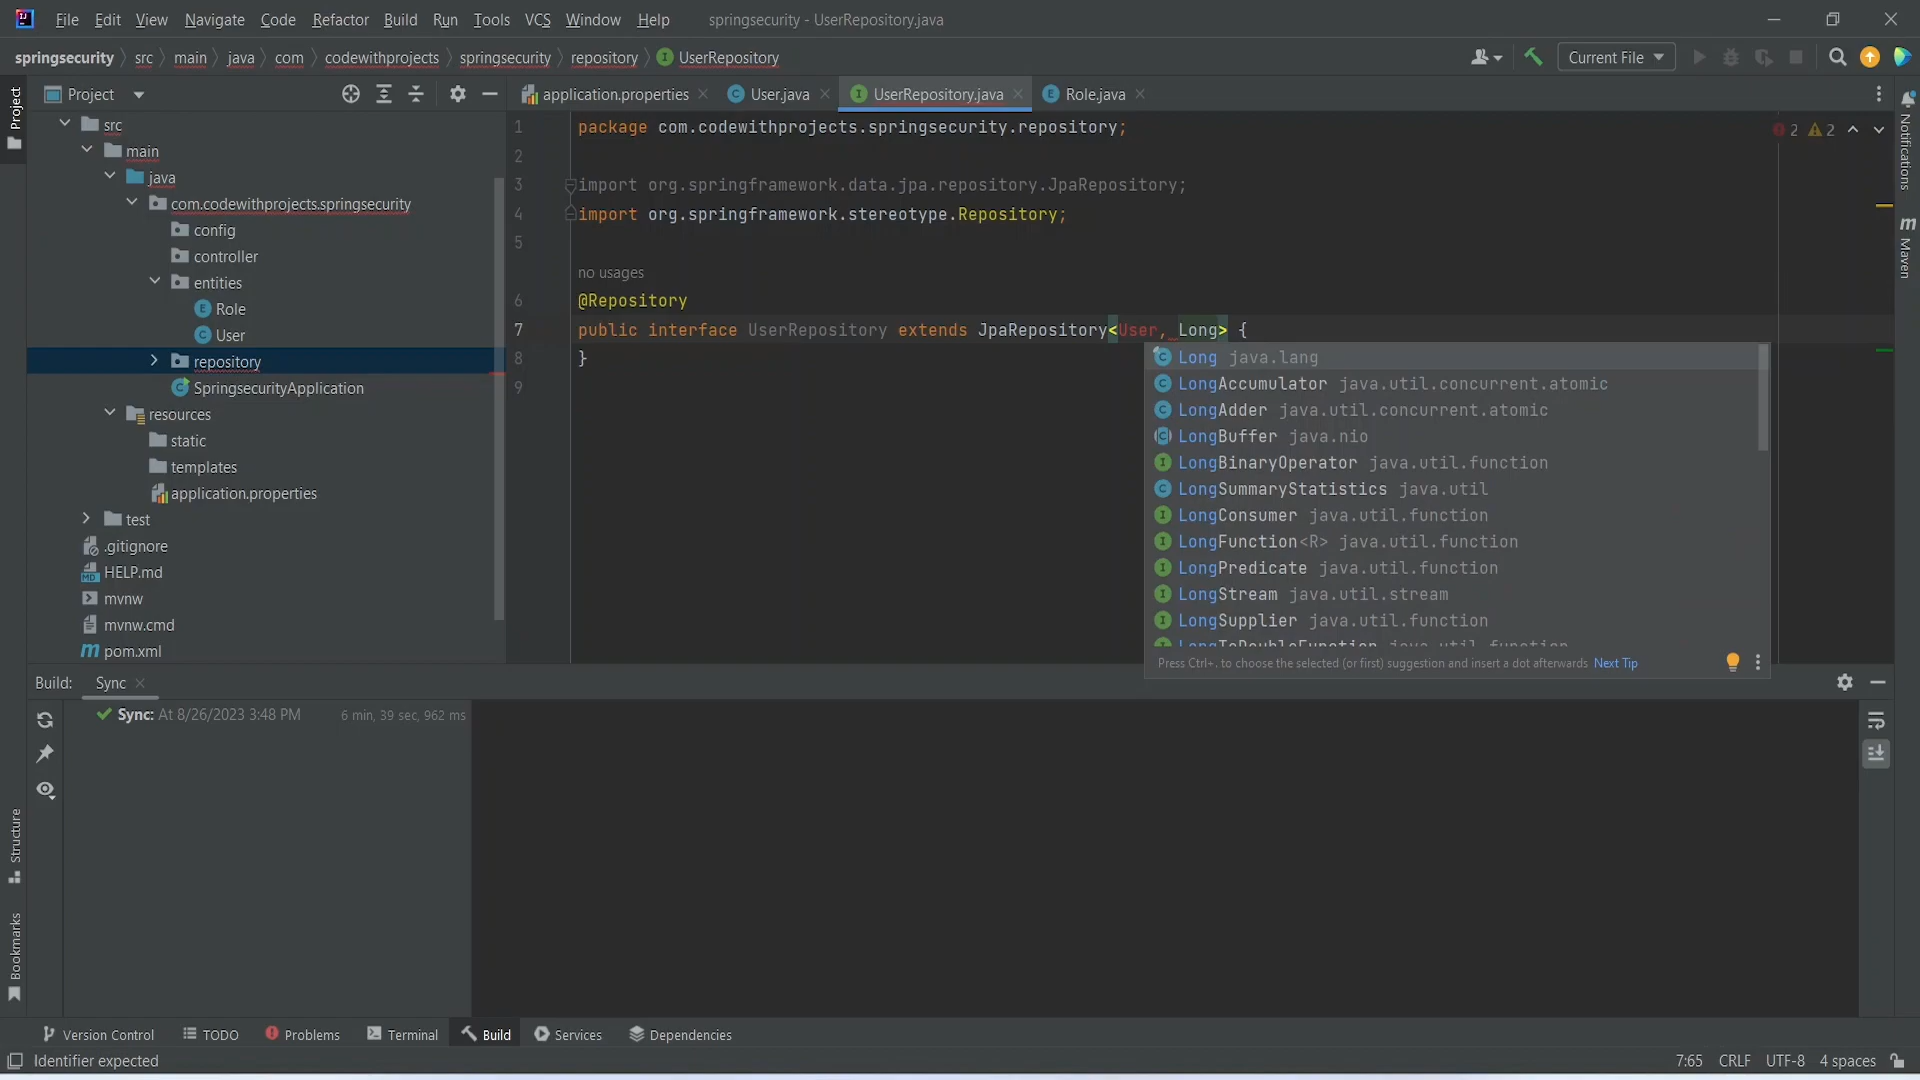 File Edit View Navigate Code Refactor Build Run Tools VCS Window Help springsecurity - UserRepository.java
springsecurity src main java com codewithprojects springsecurity repository UserRepository Current File
Project application.properties User.java UserRepository.java Role.java
Project
Notifications
Maven
Structure
Bookmarks
src
main
java
com.codewithprojects.springsecurity
config
controller
entities
Role
User
repository
SpringsecurityApplication
resources
static
templates
application.properties
test
.gitignore
HELP.md
mvnw
mvnw.cmd
pom.xml
2 2
1 package com.codewithprojects.springsecurity.repository;
2
3 import org.springframework.data.jpa.repository.JpaRepository;
4 import org.springframework.stereotype.Repository;
5
no usages
6 @Repository
7 public interface UserRepository extends JpaRepository<User, Long> {
8 }
9
Long java.lang
LongAccumulator java.util.concurrent.atomic
LongAdder java.util.concurrent.atomic
LongBuffer java.nio
LongBinaryOperator java.util.function
LongSummaryStatistics java.util
LongConsumer java.util.function
LongFunction<R> java.util.function
LongPredicate java.util.function
LongStream java.util.stream
LongSupplier java.util.function
LongToDoubleFunction java.util.function
Press Ctrl+. to choose the selected (or first) suggestion and insert a dot afterwards Next Tip
Build: Sync
Sync: At 8/26/2023 3:48 PM 6 min, 39 sec, 962 ms
Version Control TODO Problems Terminal Build Services Dependencies
Identifier expected 7:65 CRLF UTF-8 4 spaces